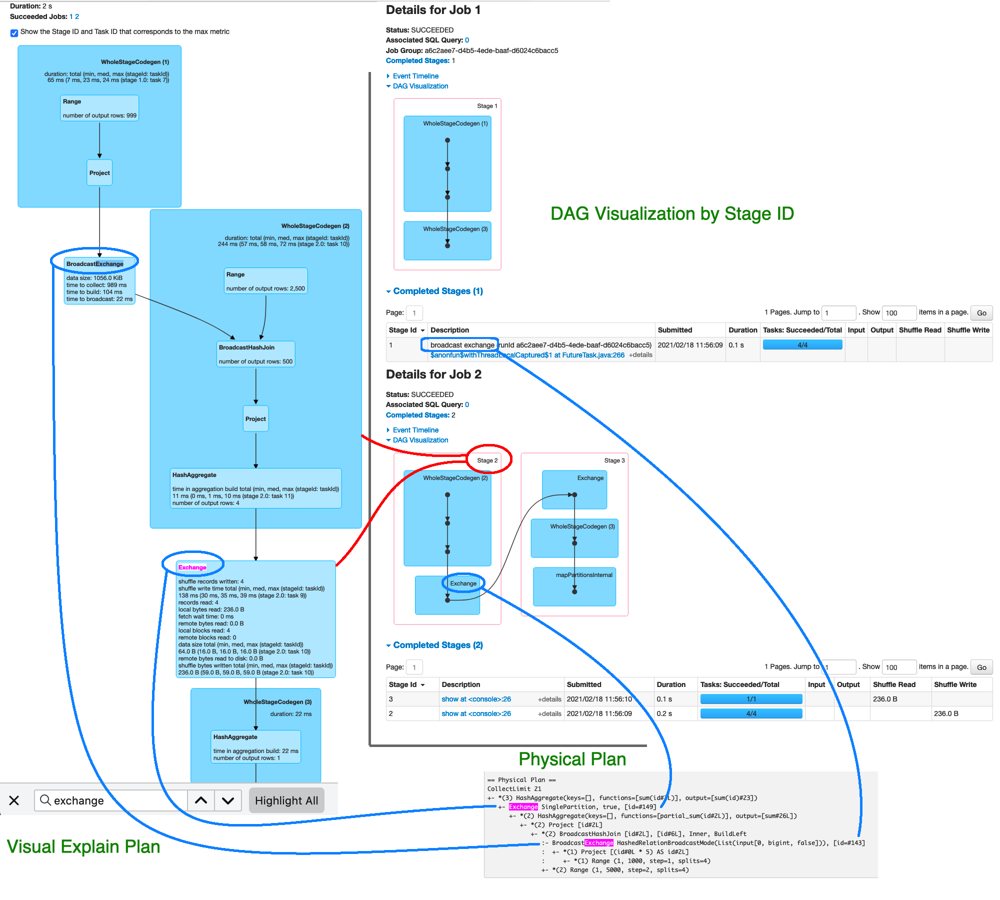 Duration: 2 s
Succeeded Jobs: 1 2
Show the Stage ID and Task ID that corresponds to the max metric
WholeStageCodegen (1)
duration: total (min, med, max (stageId: taskId))
65 ms (7 ms, 23 ms, 24 ms (stage 1.0: task 7))
Range
number of output rows: 999
Project
BroadcastExchange
data size: 1056.0 KiB
time to collect: 989 ms
time to build: 104 ms
time to broadcast: 22 ms
WholeStageCodegen (2)
duration: total (min, med, max (stageId: taskId))
244 ms (57 ms, 58 ms, 72 ms (stage 2.0: task 10))
Range
number of output rows: 2,500
BroadcastHashJoin
number of output rows: 500
Project
HashAggregate
time in aggregation build total (min, med, max (stageId: taskId))
11 ms (0 ms, 1 ms, 10 ms (stage 2.0: task 11))
number of output rows: 4
Exchange
shuffle records written: 4
shuffle write time total (min, med, max (stageId: taskId))
138 ms (30 ms, 35 ms, 39 ms (stage 2.0: task 9))
records read: 4
local bytes read: 236.0 B
fetch wait time: 0 ms
remote bytes read: 0.0 B
local blocks read: 4
remote blocks read: 0
data size total (min, med, max (stageId: taskId))
64.0 B (16.0 B, 16.0 B, 16.0 B (stage 2.0: task 10))
remote bytes read to disk: 0.0 B
shuffle bytes written total (min, med, max (stageId: taskId))
236.0 B (59.0 B, 59.0 B, 59.0 B (stage 2.0: task 10))
WholeStageCodegen (3)
duration: 22 ms
HashAggregate
time in aggregation build: 22 ms
number of output rows: 1
exchange
Highlight All
Visual Explain Plan
Details for Job 1
Status: SUCCEEDED
Associated SQL Query: 0
Job Group: a6c2aee7-d4b5-4ede-baaf-d6024c6bacc5
Completed Stages: 1
Event Timeline
DAG Visualization
Stage 1
WholeStageCodegen (1)
WholeStageCodegen (3)
DAG Visualization by Stage ID
Completed Stages (1)
Page: 1
1 Pages. Jump to 1 . Show 100 items in a page. Go
Stage Id Description Submitted Duration Tasks: Succeeded/Total Input Output Shuffle Read Shuffle Write
1 broadcast exchange (runId a6c2aee7-d4b5-4ede-baaf-d6024c6bacc5) 2021/02/18 11:56:09 0.1 s 4/4
$anonfun$withThreadLocalCaptured$1 at FutureTask.java:266 +details
Details for Job 2
Status: SUCCEEDED
Associated SQL Query: 0
Completed Stages: 2
Event Timeline
DAG Visualization
Stage 2
WholeStageCodegen (2)
Exchange
Stage 3
Exchange
WholeStageCodegen (3)
mapPartitionsInternal
Completed Stages (2)
Page: 1
1 Pages. Jump to 1 . Show 100 items in a page. Go
Stage Id Description Submitted Duration Tasks: Succeeded/Total Input Output Shuffle Read Shuffle Write
3 show at <console>:26 +details 2021/02/18 11:56:10 0.1 s 1/1 236.0 B
2 show at <console>:26 +details 2021/02/18 11:56:09 0.2 s 4/4 236.0 B
Physical Plan
== Physical Plan ==
CollectLimit 21
+- *(3) HashAggregate(keys=[], functions=[sum(id#2L)], output=[sum(id)#23])
+- Exchange SinglePartition, true, [id=#149]
+- *(2) HashAggregate(keys=[], functions=[partial_sum(id#2L)], output=[sum#26L])
+- *(2) Project [id#2L]
+- *(2) BroadcastHashJoin [id#2L], [id#6L], Inner, BuildLeft
:- BroadcastExchange HashedRelationBroadcastMode(List(input[0, bigint, false])), [id=#143]
: +- *(1) Project [(id#0L * 5) AS id#2L]
: +- *(1) Range (1, 1000, step=1, splits=4)
+- *(2) Range (1, 5000, step=2, splits=4)